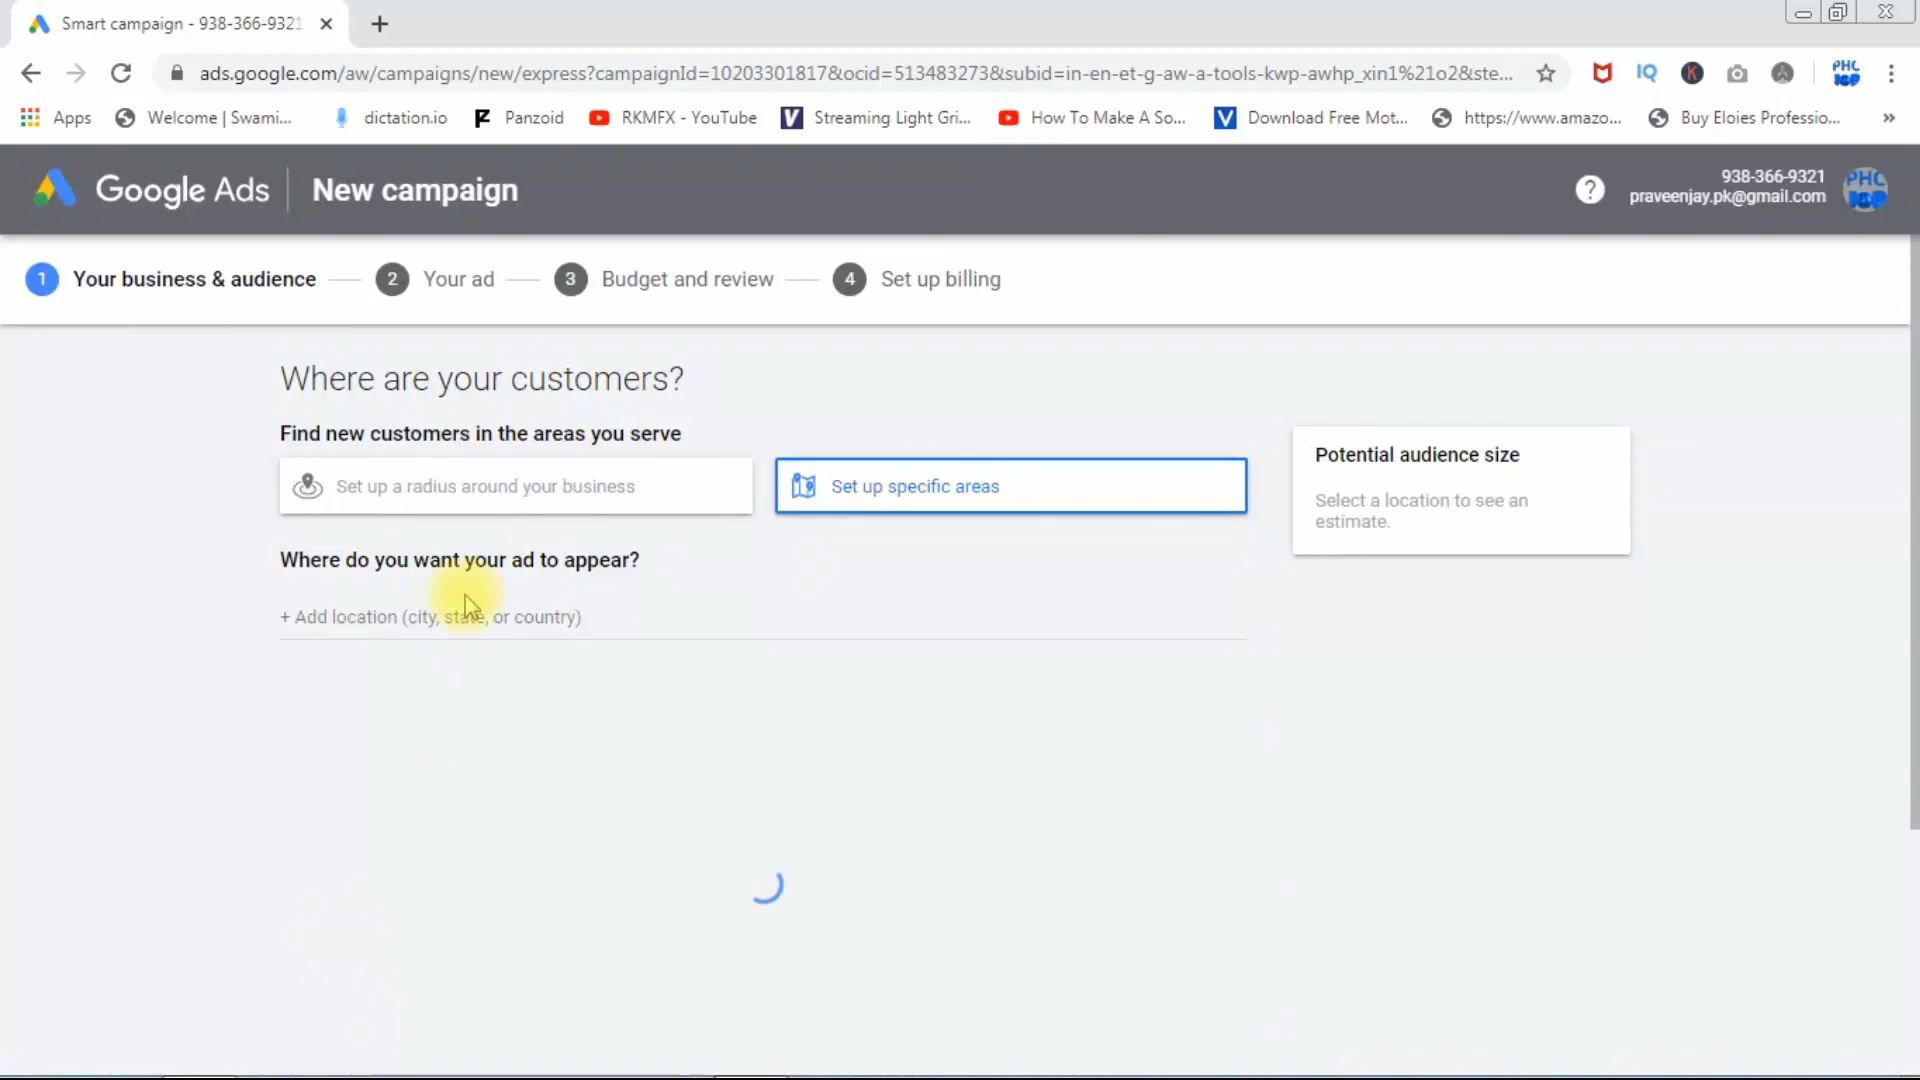 Smart campaign - 938-366-9321
ads.google.com/aw/campaigns/new/express?campaignId=10203301817&ocid=513483273&subid=in-en-et-g-aw-a-tools-kwp-awhp_xin1%21o2&ste...
IQ
K
PHC
Apps
Welcome | Swami...
dictation.io
Panzoid
RKMFX - YouTube
Streaming Light Gri...
How To Make A So...
Download Free Mot...
https://www.amazo...
Buy Eloies Professio...
»
Google Ads
New campaign
?
938-366-9321
praveenjay.pk@gmail.com
PHC
1 Your business & audience
2 Your ad
3 Budget and review
4 Set up billing
Where are your customers?
Find new customers in the areas you serve
Set up a radius around your business
Set up specific areas
Potential audience size
Select a location to see an
estimate.
Where do you want your ad to appear?
+ Add location (city, state, or country)